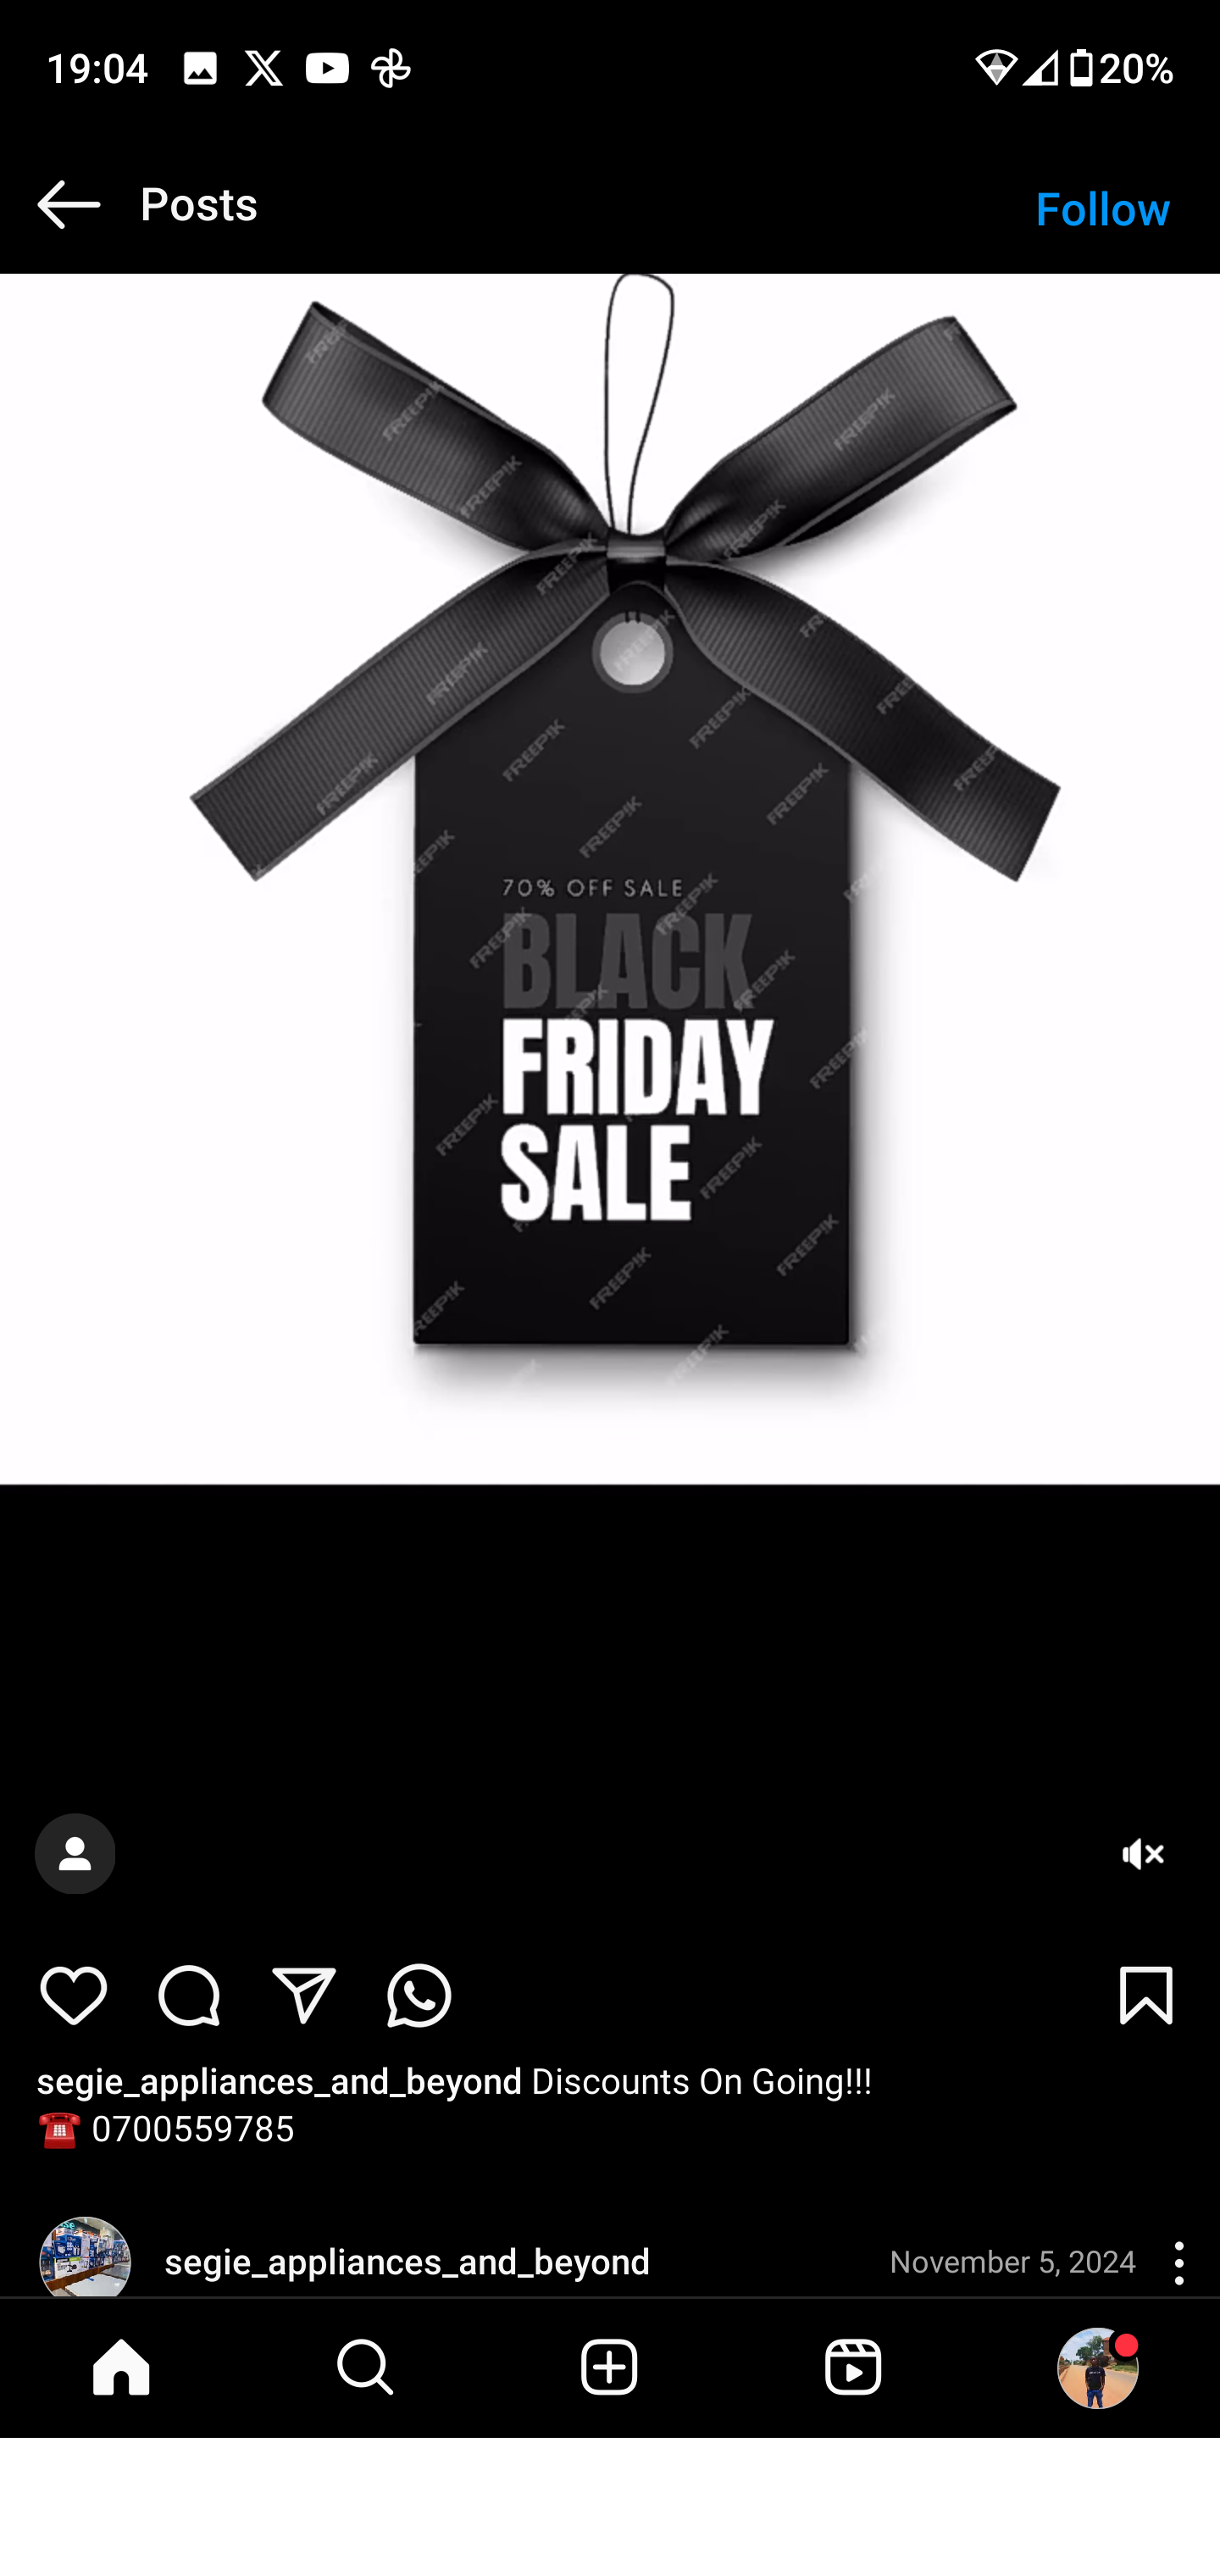 19:04
20%
Posts
Follow
70% OFF SALE
BLACK
FRIDAY
SALE
FREEPIK
segie_appliances_and_beyond Discounts On Going!!!
☎️ 0700559785
segie_appliances_and_beyond
November 5, 2024